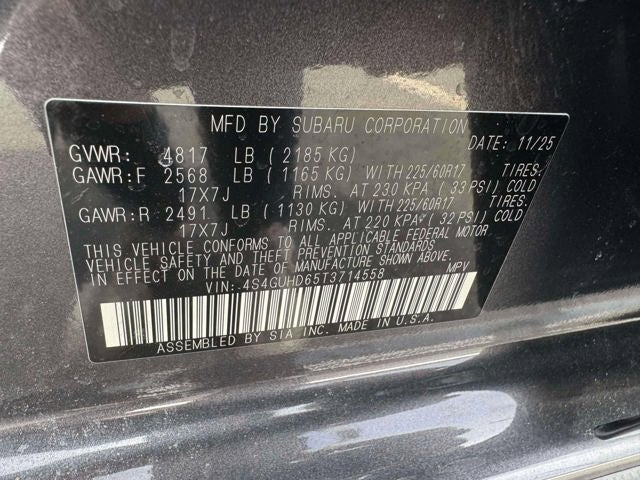 MFD BY SUBARU CORPORATION
DATE: 11/25
GVWR: 4817 LB ( 2185 KG)
GAWR:F 2568 LB ( 1165 KG) WITH 225/60R17 TIRES.
17X7J RIMS. AT 230 KPA ( 33 PSI) COLD
GAWR:R 2491 LB ( 1130 KG) WITH 225/60R17 TIRES.
17X7J RIMS. AT 220 KPA ( 32 PSI) COLD
THIS VEHICLE CONFORMS TO ALL APPLICABLE FEDERAL MOTOR
VEHICLE SAFETY AND THEFT PREVENTION STANDARDS
IN EFFECT ON THE DATE OF MANUFACTURE SHOWN ABOVE.
VIN: 4S4GUHD65T3714558 MPV
ASSEMBLED BY SIA INC. MADE IN U.S.A.